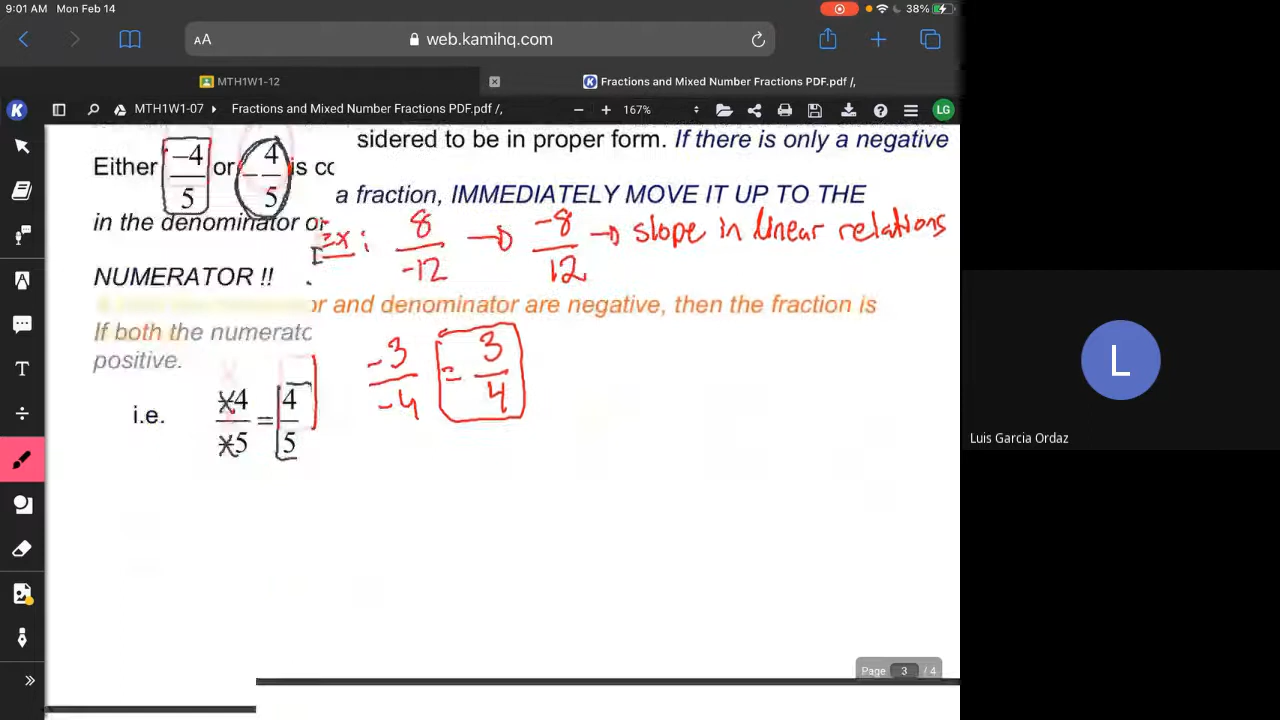 9:01 AM Mon Feb 14
38%
AA web.kamihq.com
MTH1W1-12
Fractions and Mixed Number Fractions PDF.pdf /,
MTH1W1-07 Fractions and Mixed Number Fractions PDF.pdf /, 167% LG
sidered to be in proper form. If there is only a negative
Either -4/5 or -4/5 is co
a fraction, IMMEDIATELY MOVE IT UP TO THE
in the denominator or
Ex: 8/-12 → -8/12 → slope in linear relations
NUMERATOR !!
or and denominator are negative, then the fraction is
If both the numerato
positive.
-3/-4 = 3/4
i.e. -4/-5 = 4/5
L
Luis Garcia Ordaz
Page 3 / 4